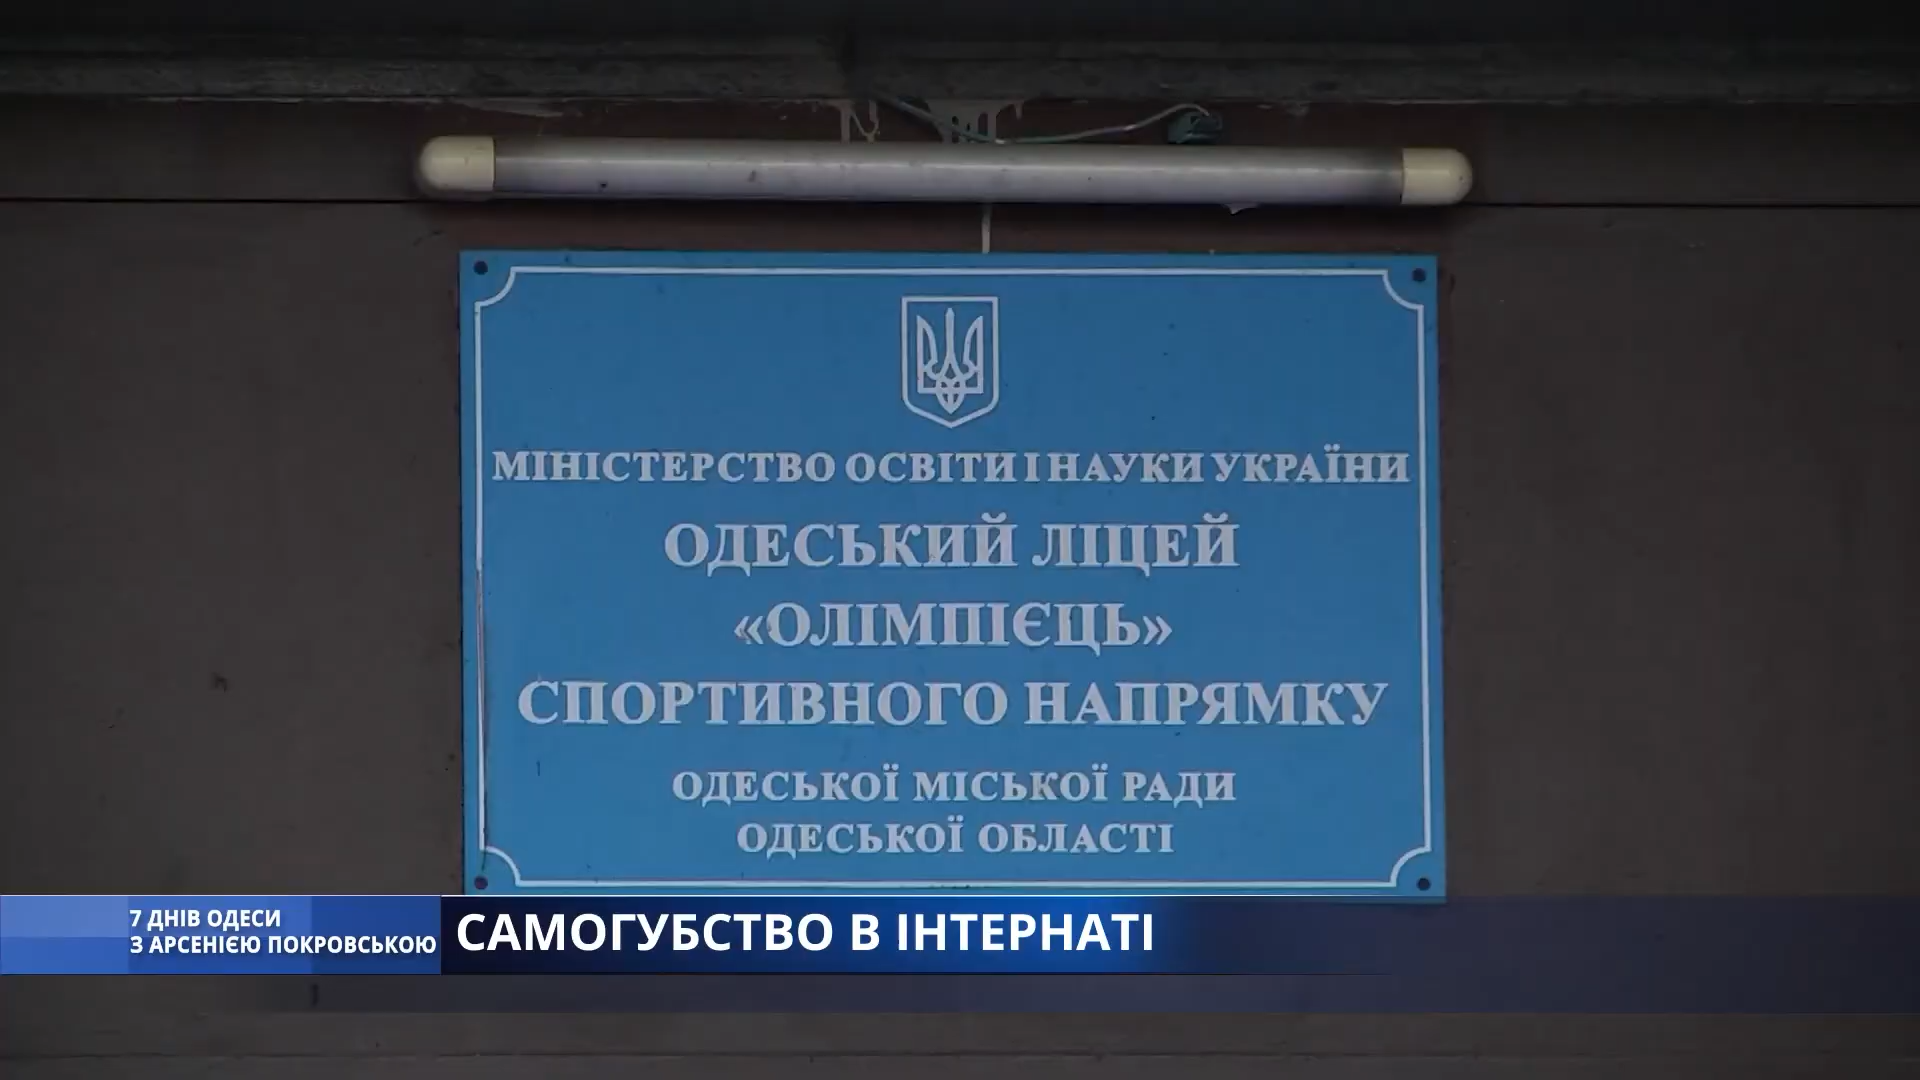 МІНІСТЕРСТВО ОСВІТИ І НАУКИ УКРАЇНИ
ОДЕСЬКИЙ ЛІЦЕЙ
«ОЛІМПІЄЦЬ»
СПОРТИВНОГО НАПРЯМКУ
ОДЕСЬКОЇ МІСЬКОЇ РАДИ
ОДЕСЬКОЇ ОБЛАСТІ
7 ДНІВ ОДЕСИ
З АРСЕНІЄЮ ПОКРОВСЬКОЮ
САМОГУБСТВО В ІНТЕРНАТІ